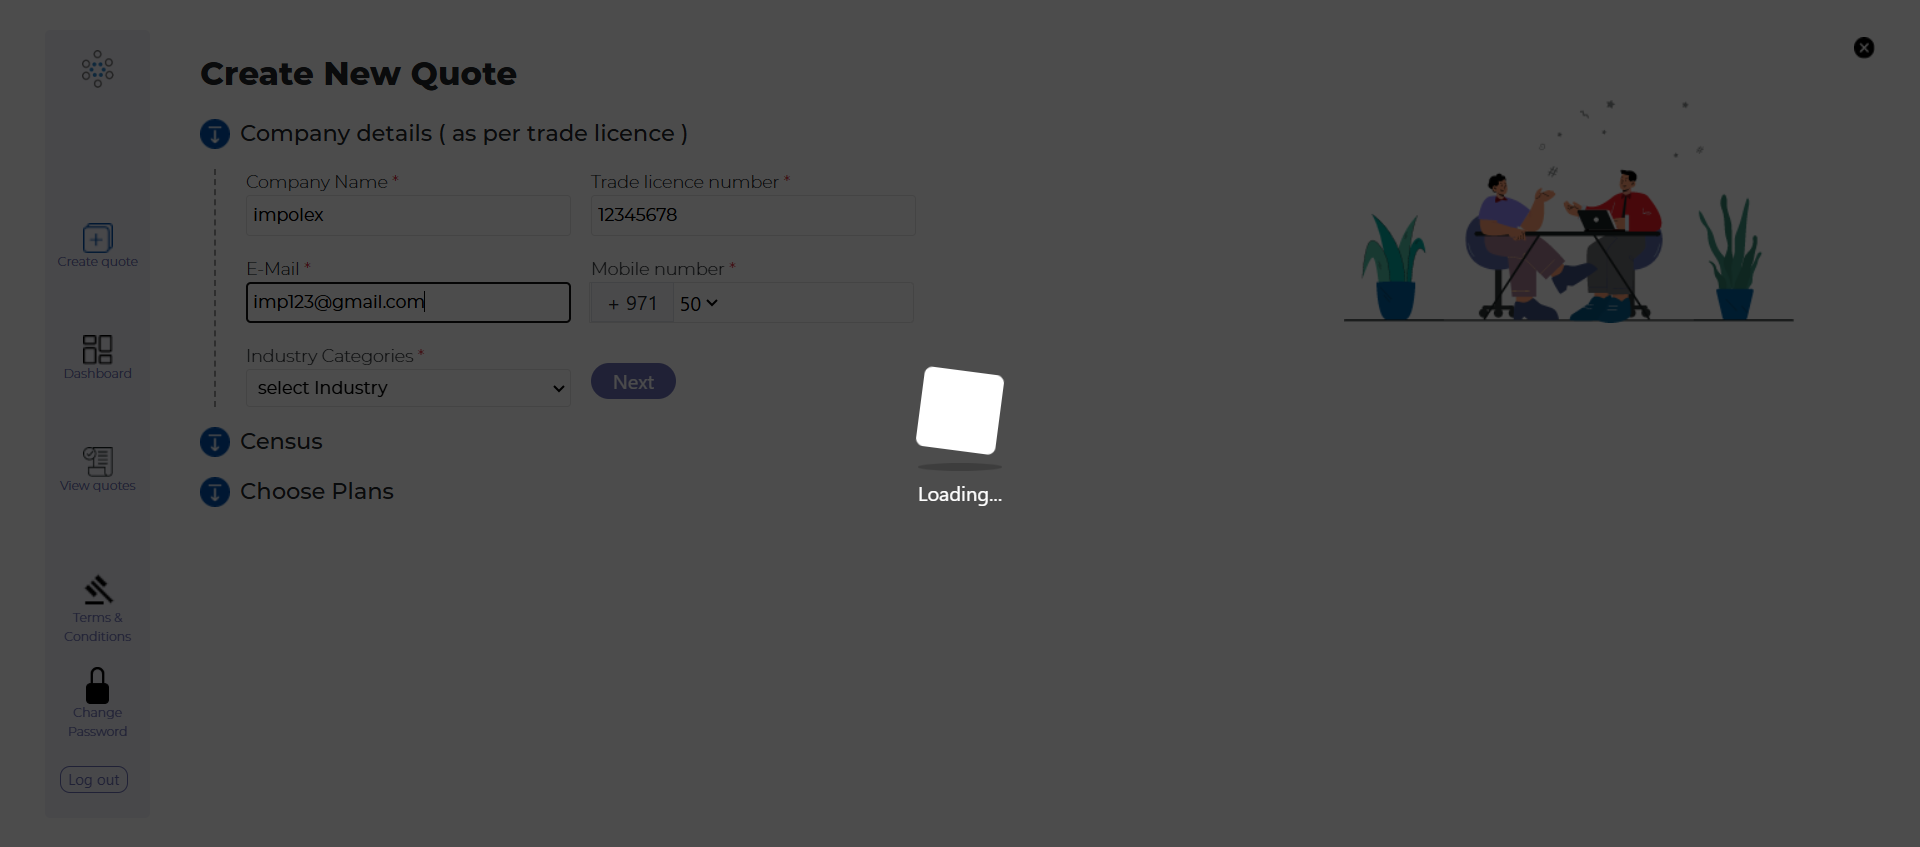 Create New Quote
Company details ( as per trade licence )
Company Name *
Trade licence number *
impolex
12345678
E-Mail *
Mobile number *
imp123@gmail.com
+ 971
50
Industry Categories *
select Industry
Next
Census
Choose Plans
Loading...
Create quote
Dashboard
View quotes
Terms &
Conditions
Change
Password
Log out